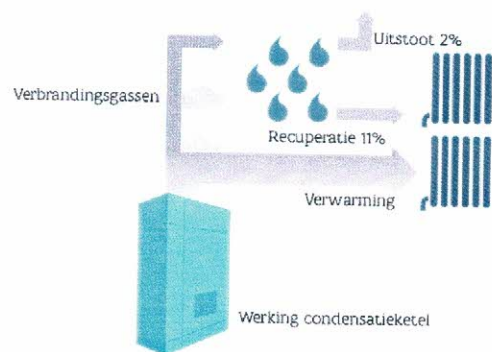 Uitstoot 2%
Verbrandingsgassen
Recuperatie 11%
Verwarming
Werking condensatieketel